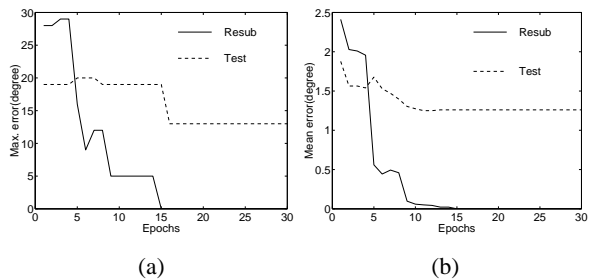 30
25
20
15
10
5
0
Max. error(degree)
0 5 10 15 20 25 30
Epochs
Resub
Test
(a)
2.5
2
1.5
1
0.5
0
Mean error(degree)
0 5 10 15 20 25 30
Epochs
Resub
Test
(b)